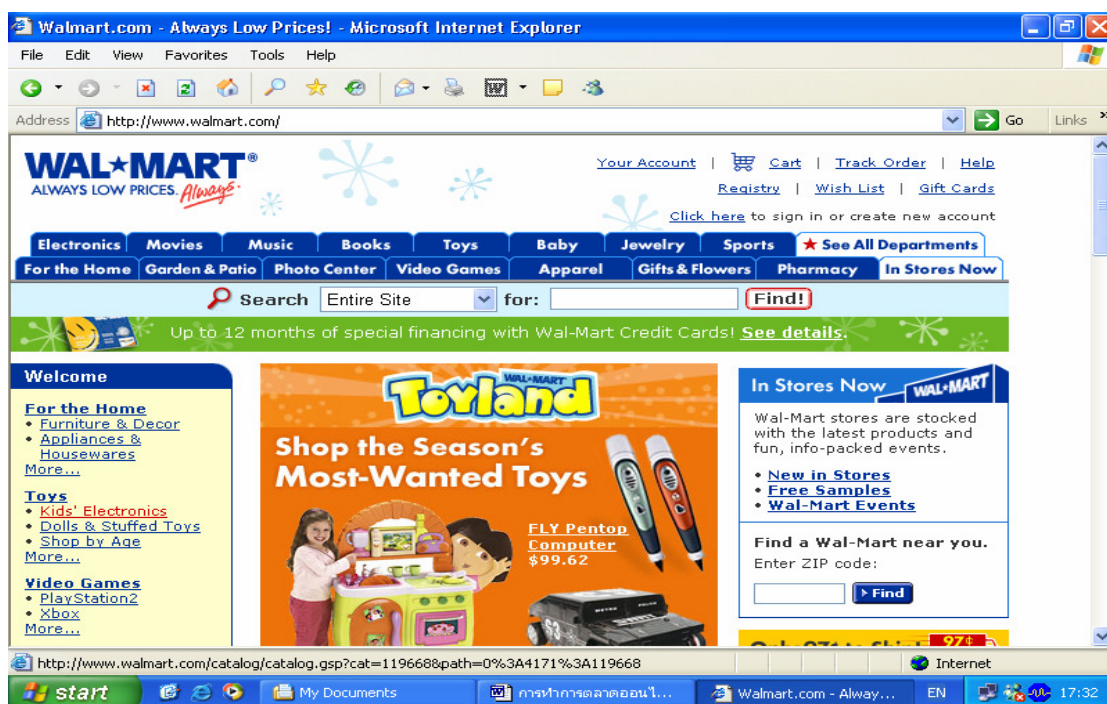 Walmart.com - Always Low Prices! - Microsoft Internet Explorer
File Edit View Favorites Tools Help
Address http://www.walmart.com/ Go Links
WAL★MART®
ALWAYS LOW PRICES. Always.
Your Account | Cart | Track Order | Help
Registry | Wish List | Gift Cards
Click here to sign in or create new account
Electronics Movies Music Books Toys Baby Jewelry Sports ★ See All Departments
For the Home Garden & Patio Photo Center Video Games Apparel Gifts & Flowers Pharmacy In Stores Now
Search Entire Site for: Find!
Up to 12 months of special financing with Wal-Mart Credit Cards! See details.
Welcome
For the Home
• Furniture & Decor
• Appliances &
Housewares
More...
Toys
• Kids' Electronics
• Dolls & Stuffed Toys
• Shop by Age
More...
Video Games
• PlayStation2
• Xbox
More...
WAL-MART
Toyland
Shop the Season's
Most-Wanted Toys
FLY Pentop
Computer
$99.62
In Stores Now WAL★MART
Wal-Mart stores are stocked
with the latest products and
fun, info-packed events.
• New in Stores
• Free Samples
• Wal-Mart Events
Find a Wal-Mart near you.
Enter ZIP code:
Find
Only 97¢ to Ship! 97¢
http://www.walmart.com/catalog/catalog.gsp?cat=119668&path=0%3A4171%3A119668 Internet
start My Documents การทำการตลาดออนไ... Walmart.com - Alway... EN 17:32